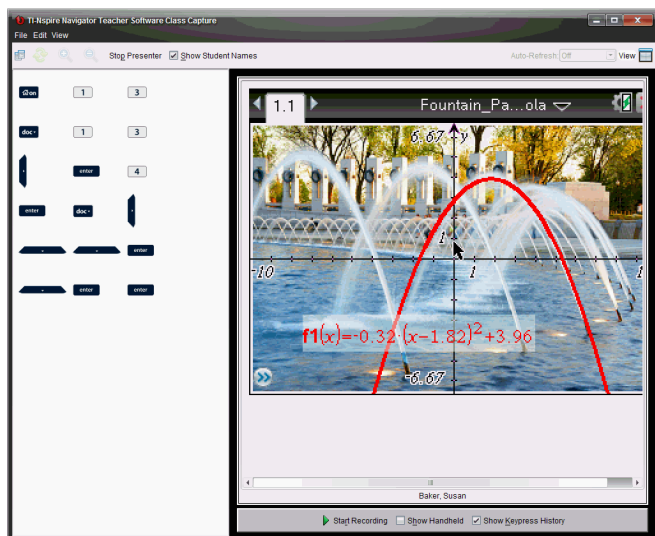 TI-Nspire Navigator Teacher Software Class Capture
File Edit View
Stop Presenter Show Student Names Auto-Refresh: Off View
on 1 3
doc 1 3
enter 4
enter doc
enter
enter enter
1.1 Fountain_Pa...ola
6.67 y
1
-10 1 1
f1(x)=-0.32·(x-1.82)²+3.96
-6.67
Baker, Susan
Start Recording Show Handheld Show Keypress History